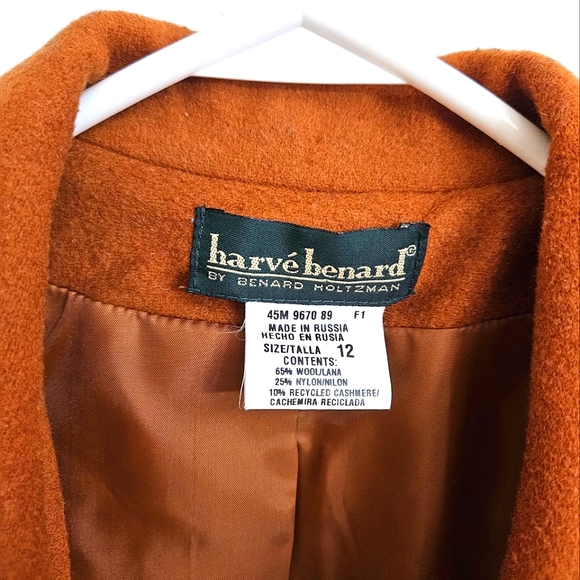 harvé benard®
BY BENARD HOLTZMAN
45M 9670 89 F1
MADE IN RUSSIA
HECHO EN RUSIA
SIZE/TALLA 12
CONTENTS:
65% WOOL/LANA
25% NYLON/NILON
10% RECYCLED CASHMERE/
CACHEMIRA RECICLADA